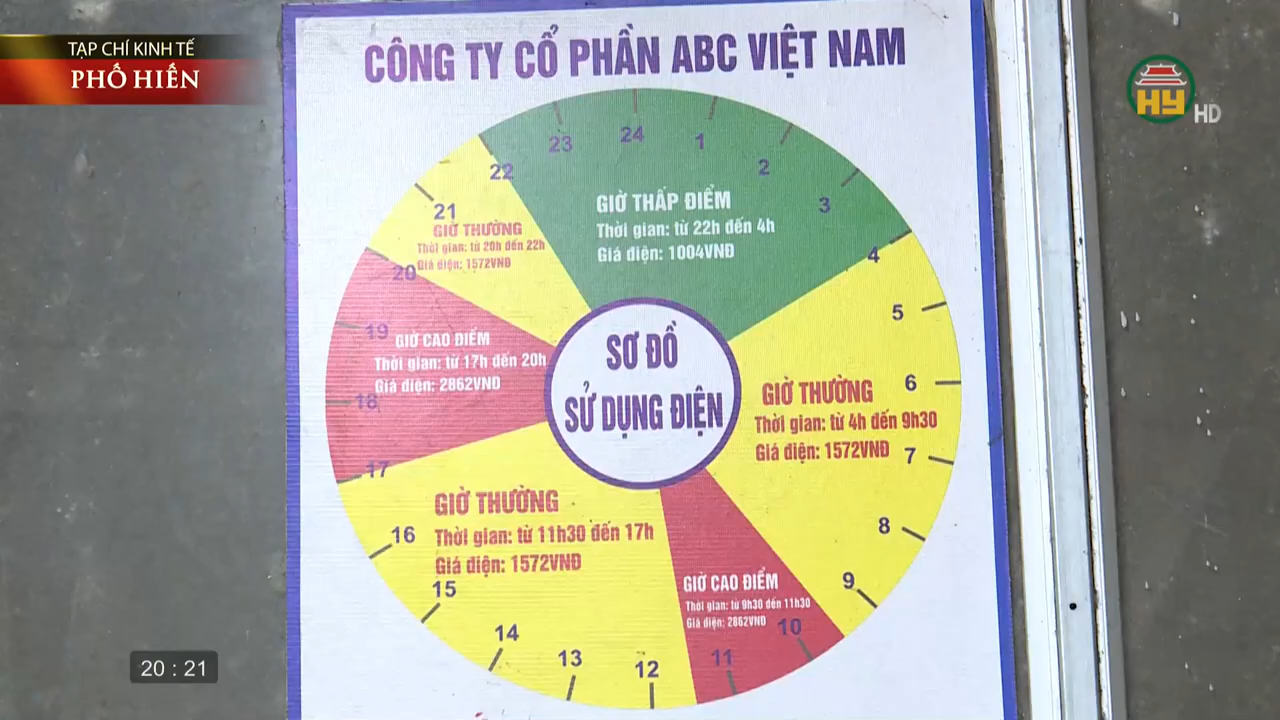 TẠP CHÍ KINH TẾ
PHỐ HIẾN
HY HD
CÔNG TY CỔ PHẦN ABC VIỆT NAM
22
23
24
1
2
3
4
GIỜ THẤP ĐIỂM
Thời gian: từ 22h đến 4h
Giá điện: 1004VNĐ
21
GIỜ THƯỜNG
Thời gian: từ 20h đến 22h
Giá điện: 1572VNĐ
20
19
GIỜ CAO ĐIỂM
Thời gian: từ 17h đến 20h
Giá điện: 2862VNĐ
18
17
SƠ ĐỒ
SỬ DỤNG ĐIỆN
5
6
GIỜ THƯỜNG
Thời gian: từ 4h đến 9h30
Giá điện: 1572VNĐ
7
8
9
GIỜ THƯỜNG
Thời gian: từ 11h30 đến 17h
Giá điện: 1572VNĐ
16
15
14
13
12
GIỜ CAO ĐIỂM
Thời gian: từ 9h30 đến 11h30
Giá điện: 2862VNĐ
10
11
20 : 21